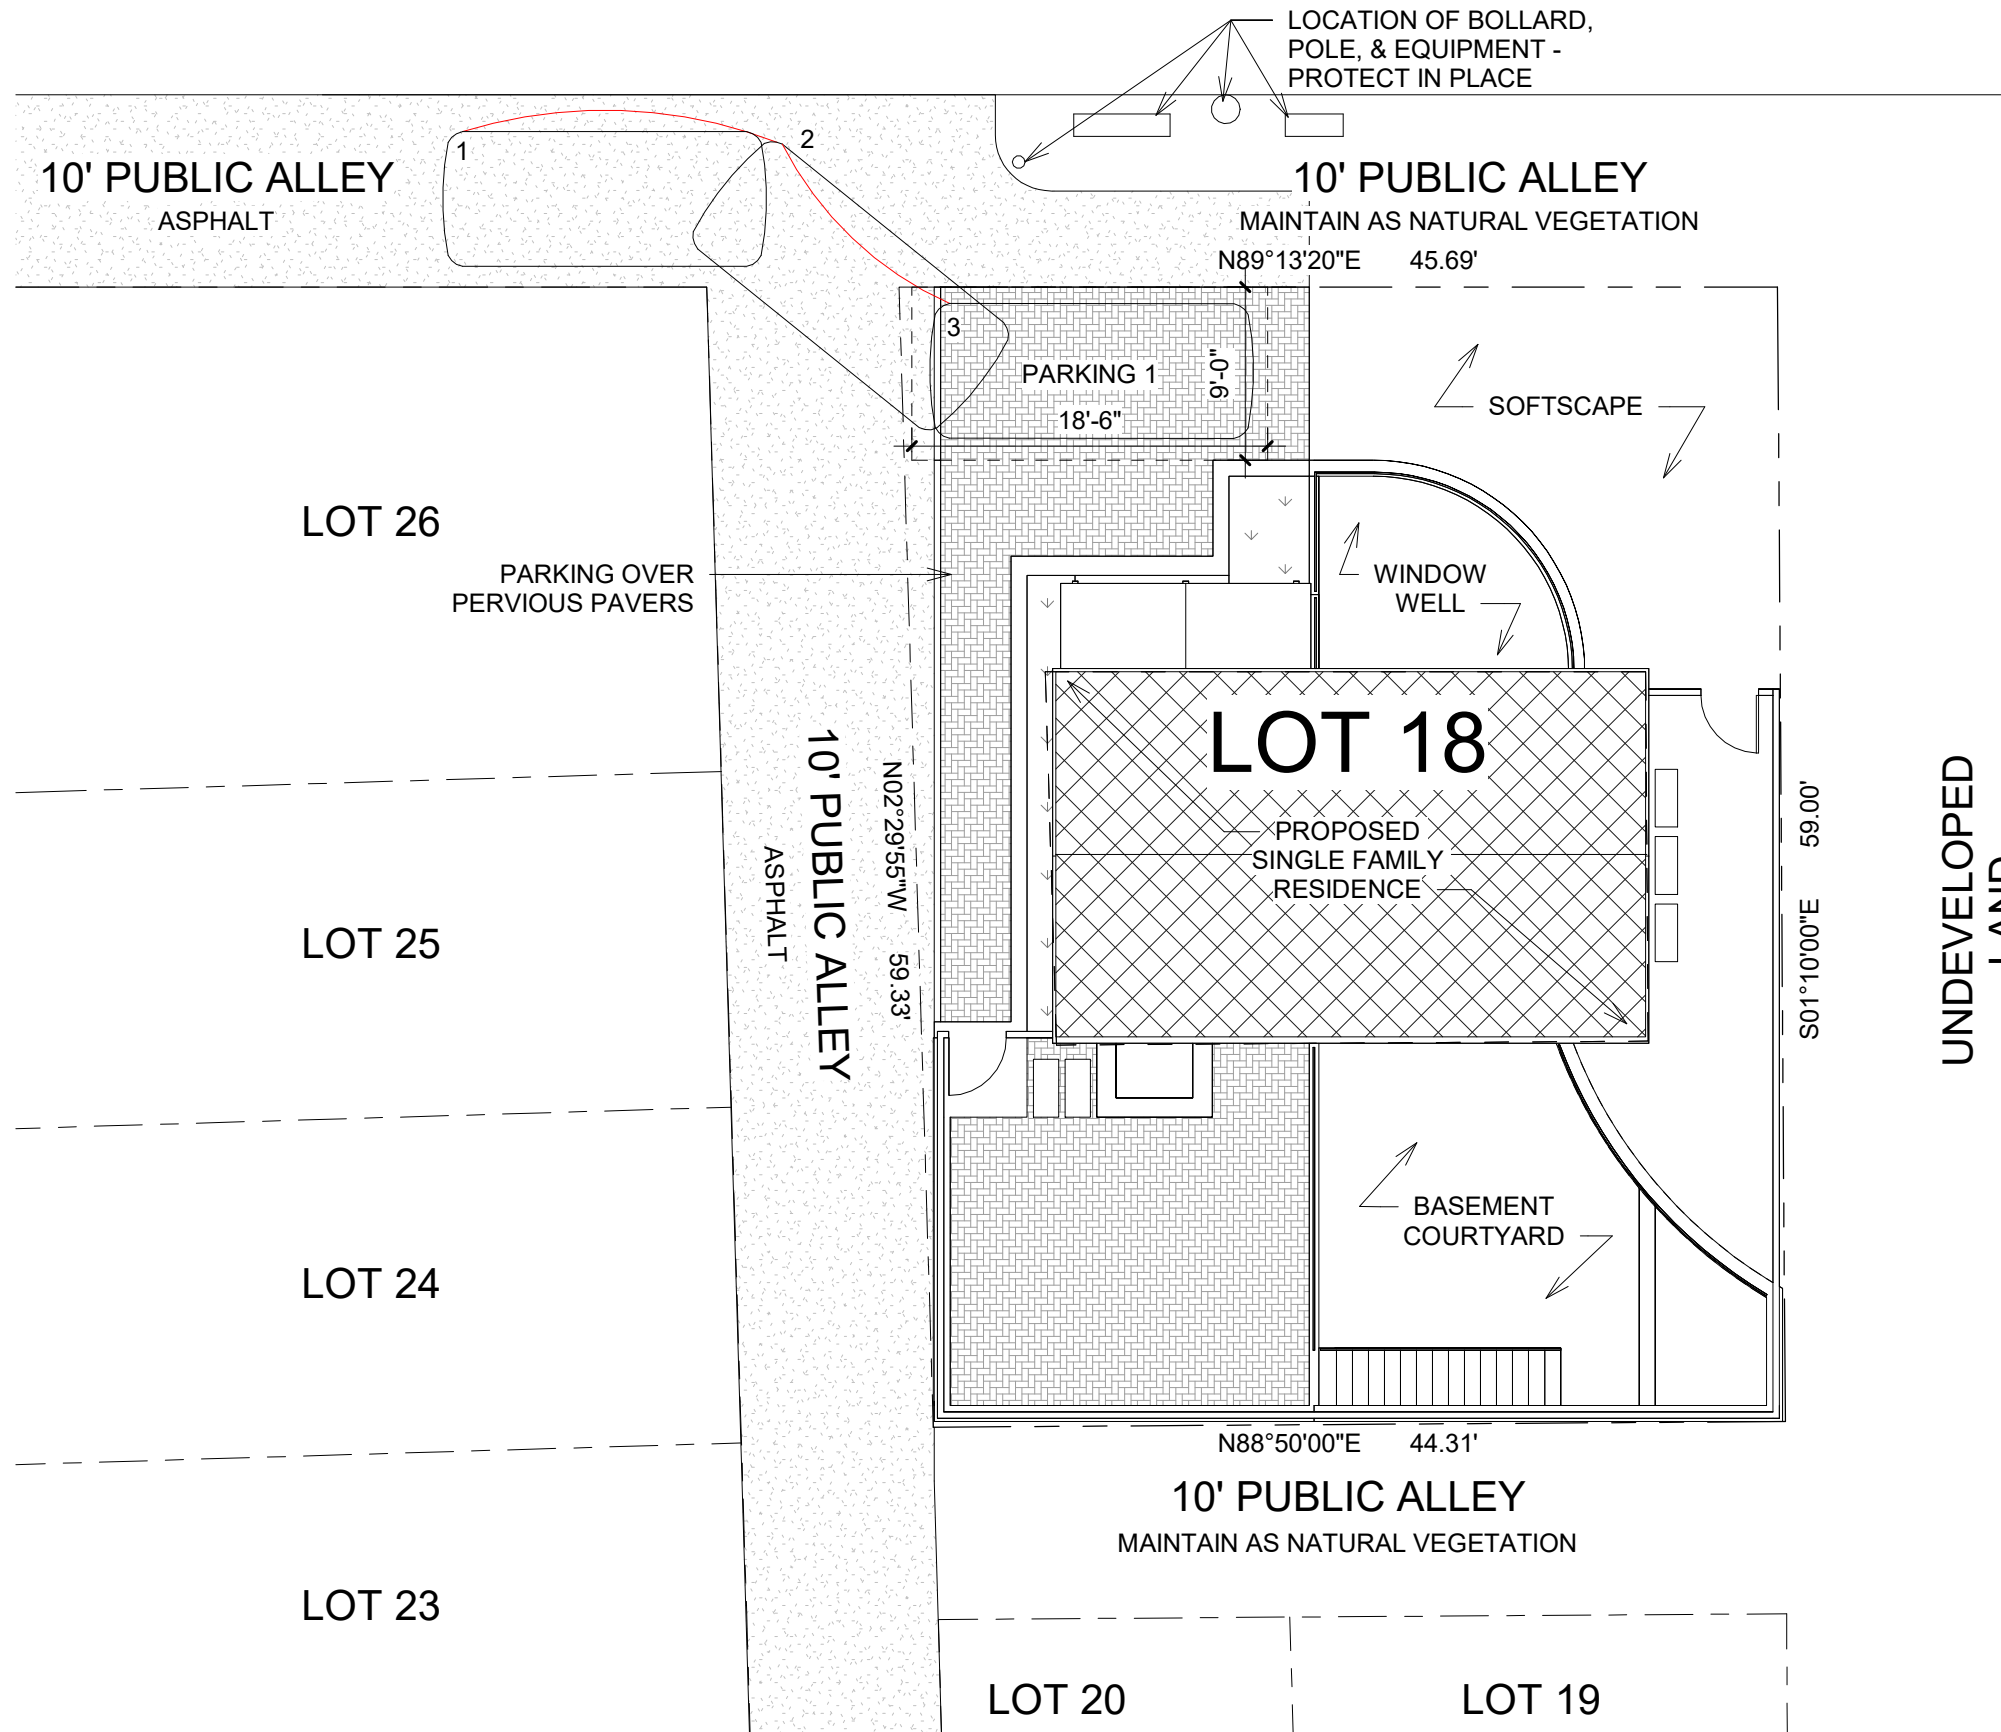 LOCATION OF BOLLARD,
POLE, & EQUIPMENT -
PROTECT IN PLACE
1
2
10' PUBLIC ALLEY
ASPHALT
10' PUBLIC ALLEY
MAINTAIN AS NATURAL VEGETATION
N89°13'20"E 45.69'
3
PARKING 1
9'-0"
18'-6"
SOFTSCAPE
LOT 26
PARKING OVER
PERVIOUS PAVERS
WINDOW
WELL
LOT 18
PROPOSED
SINGLE FAMILY
RESIDENCE
10' PUBLIC ALLEY
ASPHALT
N02°29'55"W 59.33'
S01°10'00"E 59.00'
UNDEVELOPED
LAND
LOT 25
BASEMENT
COURTYARD
LOT 24
N88°50'00"E 44.31'
10' PUBLIC ALLEY
MAINTAIN AS NATURAL VEGETATION
LOT 23
LOT 20
LOT 19